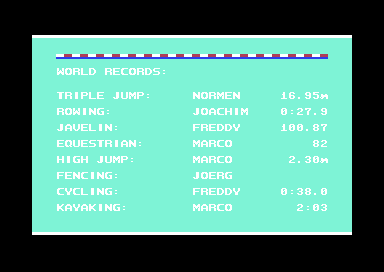 WORLD RECORDS:
TRIPLE JUMP: NORMEN 16.95m
ROWING: JOACHIM 0:27.9
JAVELIN: FREDDY 100.87
EQUESTRIAN: MARCO 82
HIGH JUMP: MARCO 2.30m
FENCING: JOERG
CYCLING: FREDDY 0:38.0
KAYAKING: MARCO 2:03